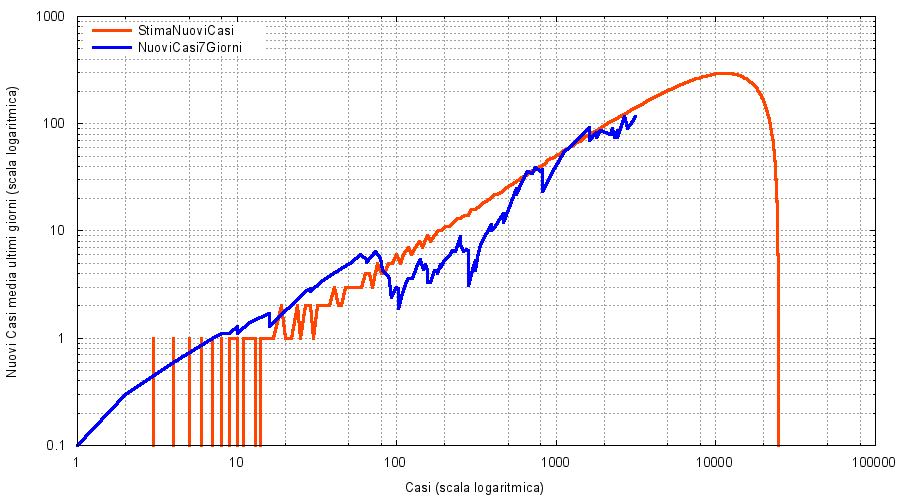 1000
StimaNuoviCasi
NuoviCasi7Giorni
100
10
1
0.1
Nuovi Casi media ultimi giorni (scala logaritmica)
1 10 100 1000 10000 100000
Casi (scala logaritmica)